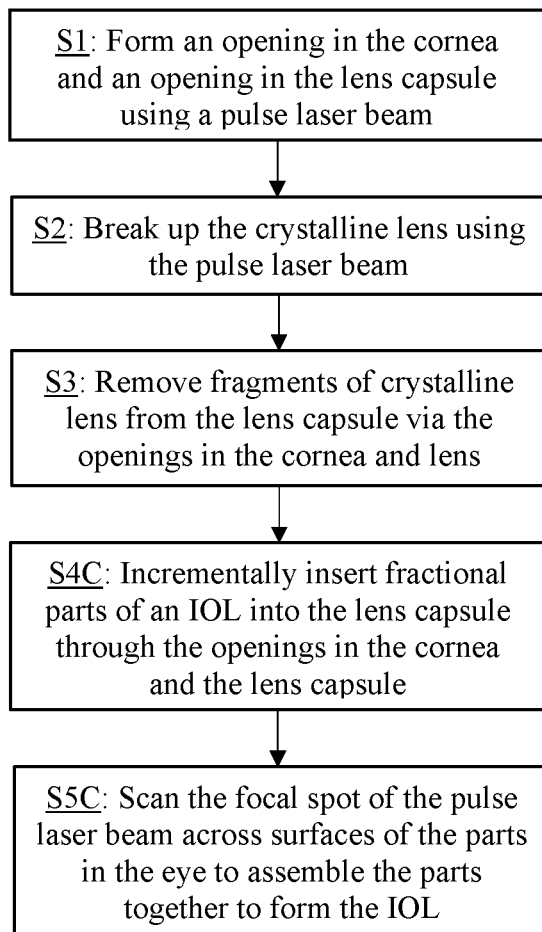 S1: Form an opening in the cornea
and an opening in the lens capsule
using a pulse laser beam
S2: Break up the crystalline lens using
the pulse laser beam
S3: Remove fragments of crystalline
lens from the lens capsule via the
openings in the cornea and lens
S4C: Incrementally insert fractional
parts of an IOL into the lens capsule
through the openings in the cornea
and the lens capsule
S5C: Scan the focal spot of the pulse
laser beam across surfaces of the parts
in the eye to assemble the parts
together to form the IOL